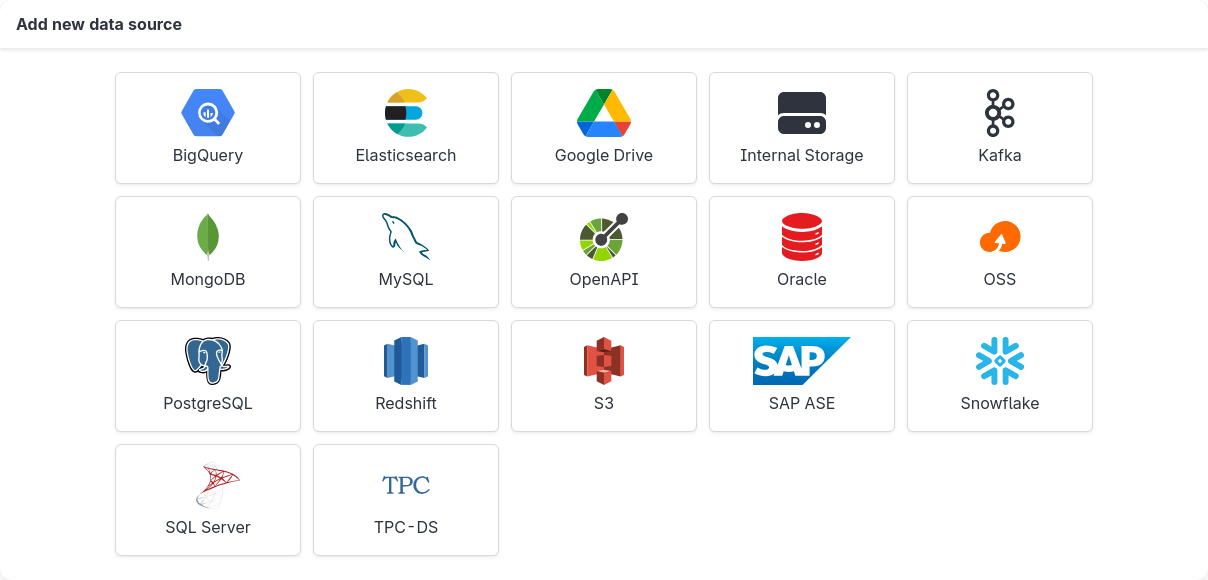 Add new data source
BigQuery
Elasticsearch
Google Drive
Internal Storage
Kafka
MongoDB
MySQL
OpenAPI
Oracle
OSS
PostgreSQL
Redshift
S3
SAP
SAP ASE
Snowflake
SQL Server
TPC
TPC-DS